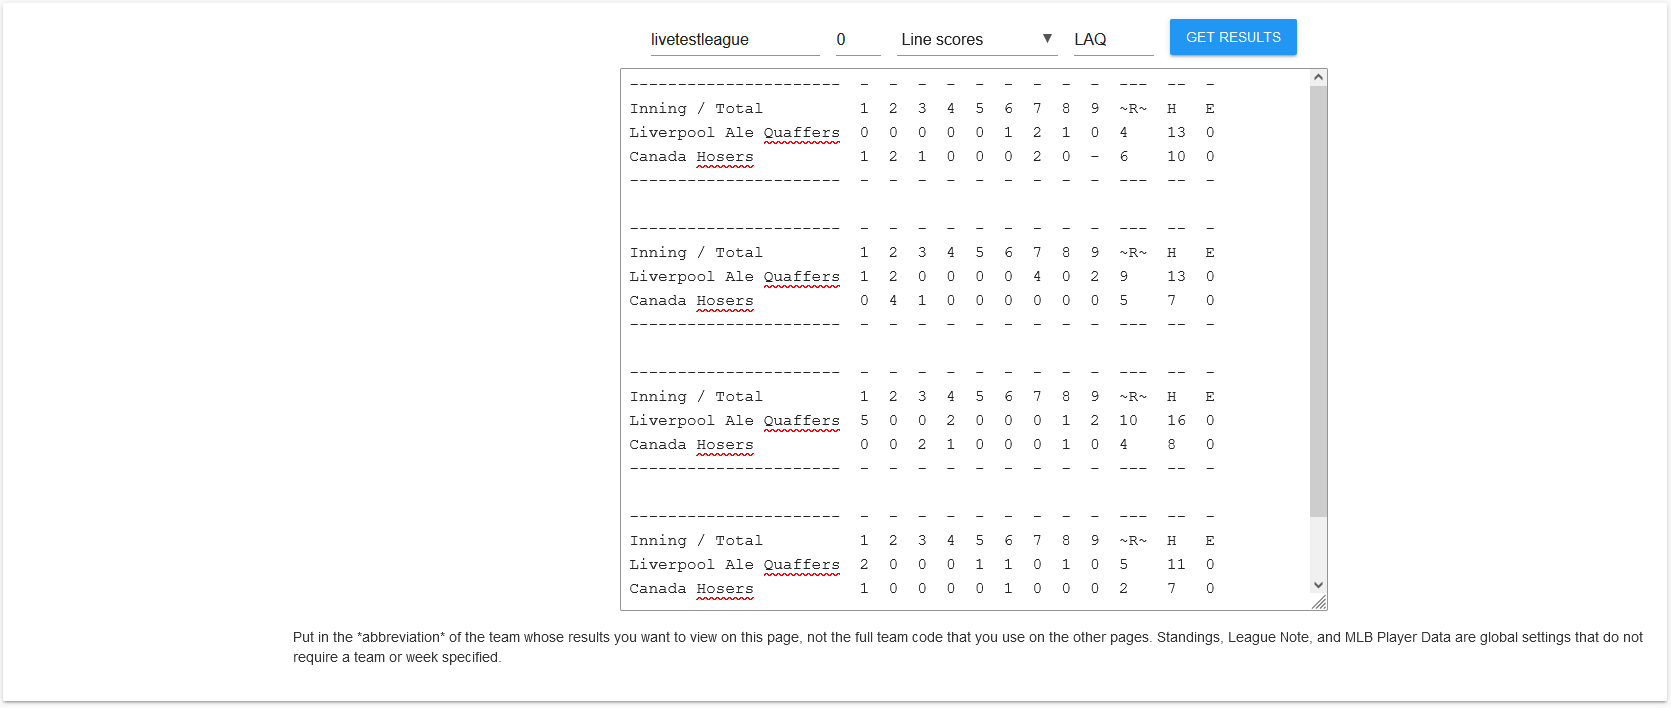 livetestleague 0 Line scores ▼ LAQ GET RESULTS
---------------------- - - - - - - - - - --- -- -
Inning / Total 1 2 3 4 5 6 7 8 9 ~R~ H E
Liverpool Ale Quaffers 0 0 0 0 0 1 2 1 0 4 13 0
Canada Hosers 1 2 1 0 0 0 2 0 - 6 10 0
---------------------- - - - - - - - - - --- -- -
---------------------- - - - - - - - - - --- -- -
Inning / Total 1 2 3 4 5 6 7 8 9 ~R~ H E
Liverpool Ale Quaffers 1 2 0 0 0 0 4 0 2 9 13 0
Canada Hosers 0 4 1 0 0 0 0 0 0 5 7 0
---------------------- - - - - - - - - - --- -- -
---------------------- - - - - - - - - - --- -- -
Inning / Total 1 2 3 4 5 6 7 8 9 ~R~ H E
Liverpool Ale Quaffers 5 0 0 2 0 0 0 1 2 10 16 0
Canada Hosers 0 0 2 1 0 0 0 1 0 4 8 0
---------------------- - - - - - - - - - --- -- -
---------------------- - - - - - - - - - --- -- -
Inning / Total 1 2 3 4 5 6 7 8 9 ~R~ H E
Liverpool Ale Quaffers 2 0 0 0 1 1 0 1 0 5 11 0
Canada Hosers 1 0 0 0 0 1 0 0 0 2 7 0
Put in the *abbreviation* of the team whose results you want to view on this page, not the full team code that you use on the other pages. Standings, League Note, and MLB Player Data are global settings that do not
require a team or week specified.